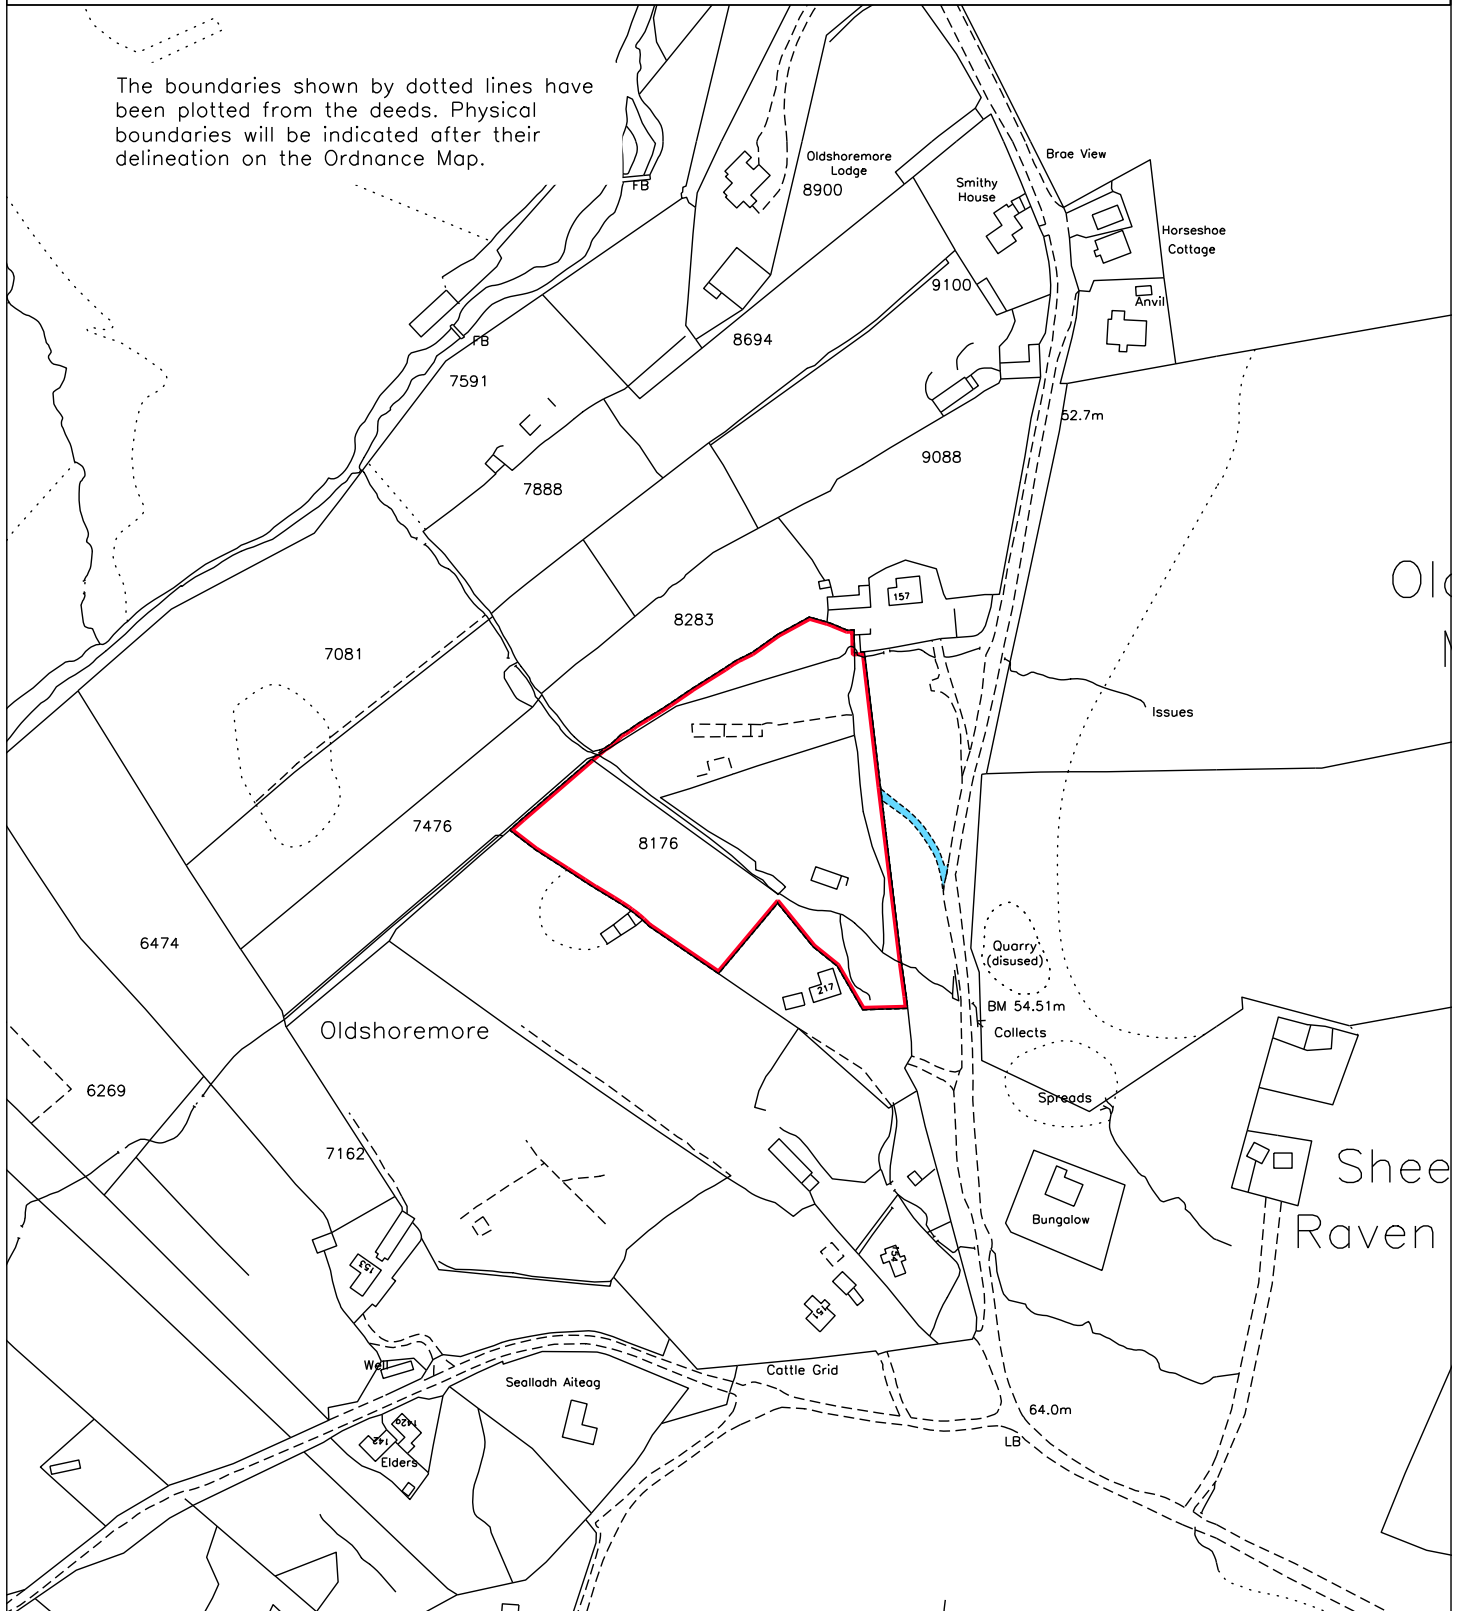 The boundaries shown by dotted lines have
been plotted from the deeds. Physical
boundaries will be indicated after their
delineation on the Ordnance Map.
FB
Oldshoremore
Lodge
8900
Brae View
Smithy
House
Horseshoe
Cottage
9100
Anvil
FB
8694
7591
52.7m
9088
7888
157
8283
7081
Issues
7476
8176
6474
Quarry
(disused)
217
BM 54.51m
Collects
Oldshoremore
6269
Spreads
7162
Shee
Raven
Bungalow
153
154
151
Well
Cattle Grid
Sealladh Aiteag
64.0m
142a
142
LB
Elders